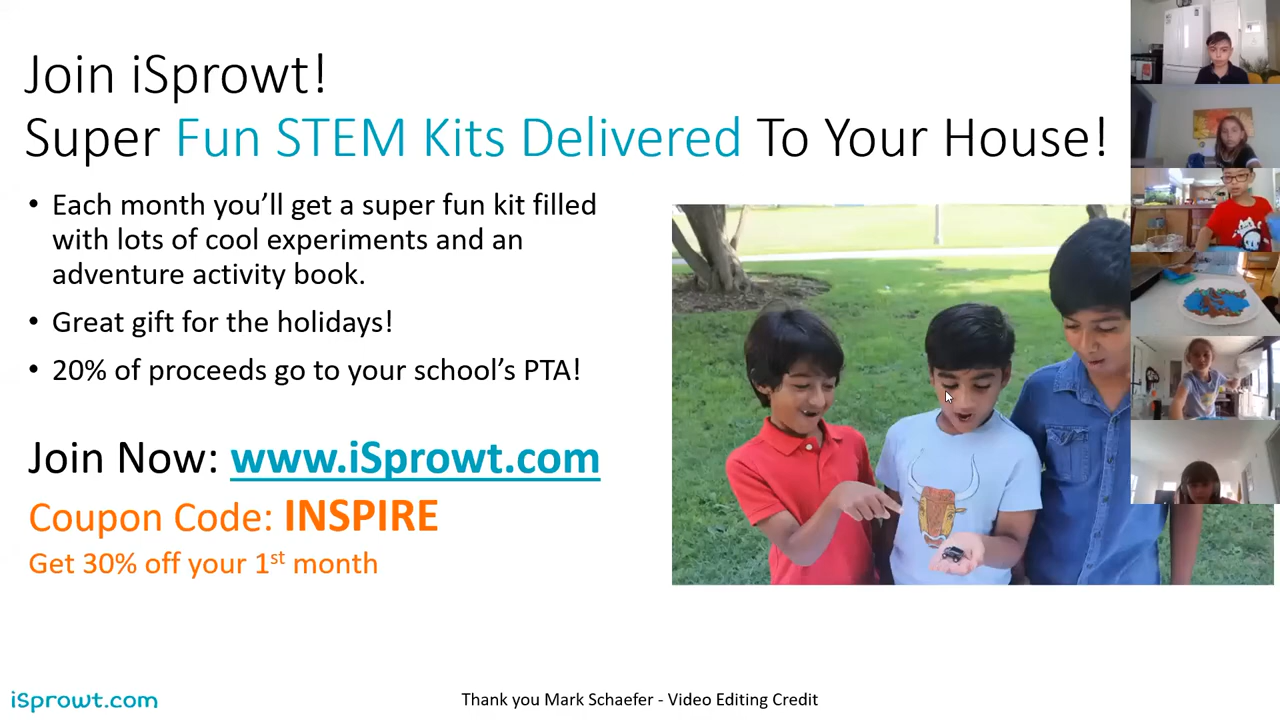 Join iSprowt!
Super Fun STEM Kits Delivered To Your House!
• Each month you’ll get a super fun kit filled
with lots of cool experiments and an
adventure activity book.
• Great gift for the holidays!
• 20% of proceeds go to your school’s PTA!
Join Now: www.iSprowt.com
Coupon Code: INSPIRE
Get 30% off your 1st month
iSprowt.com
Thank you Mark Schaefer - Video Editing Credit